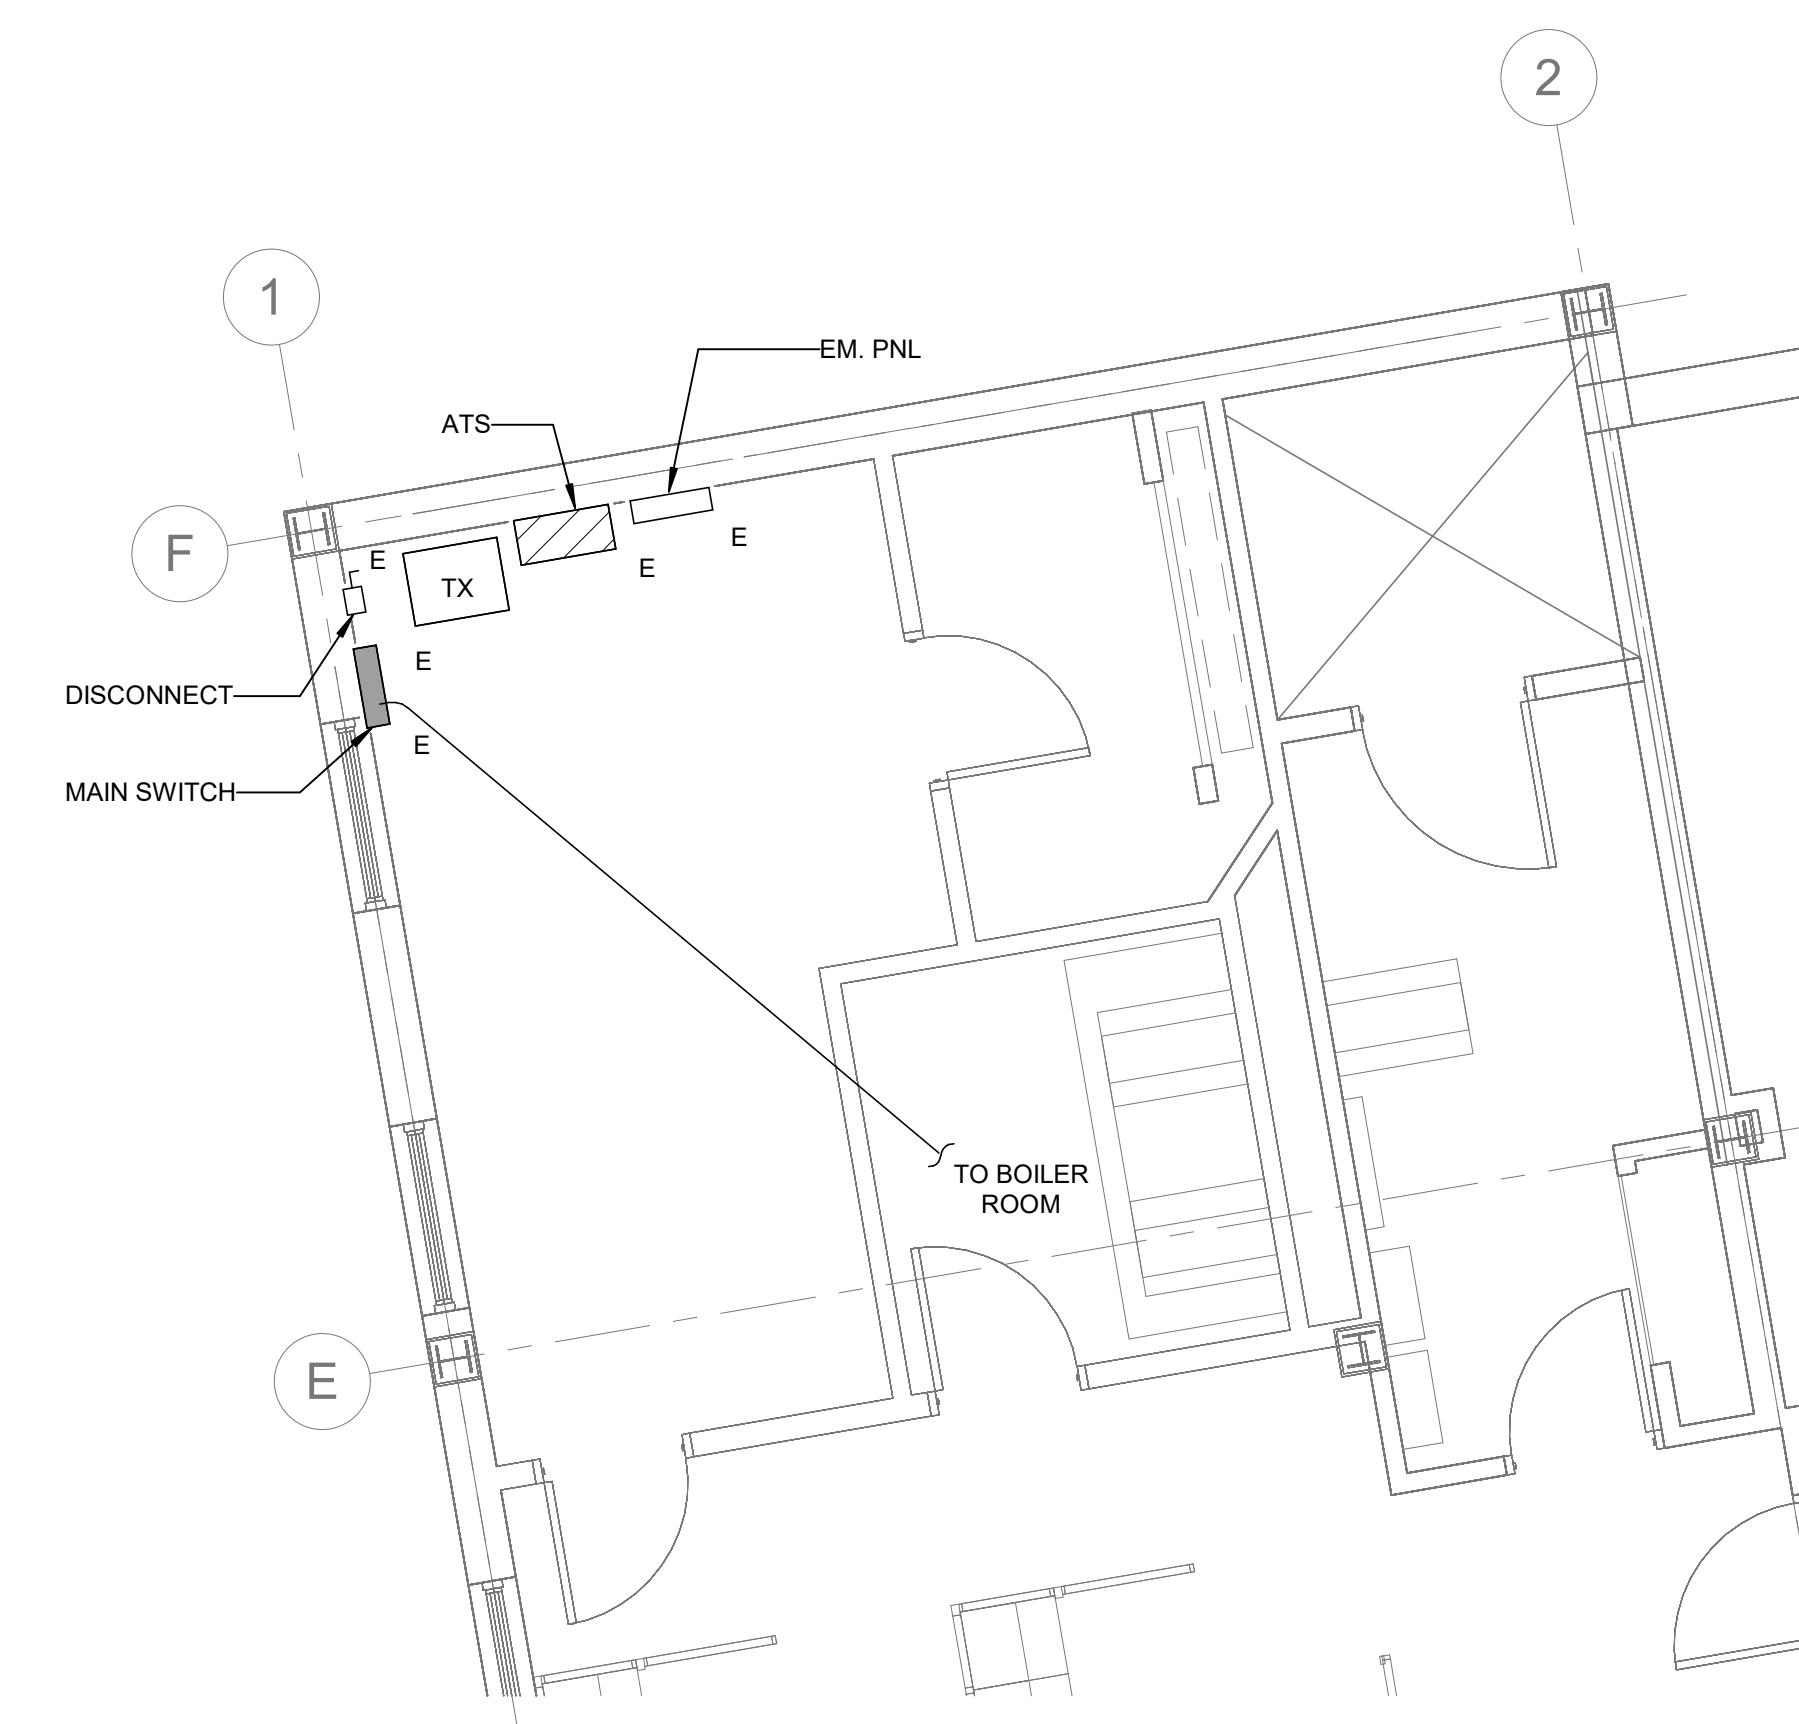 2
1
EM. PNL
ATS
E
F
E
TX
E
E
DISCONNECT
E
MAIN SWITCH
TO BOILER
ROOM
E